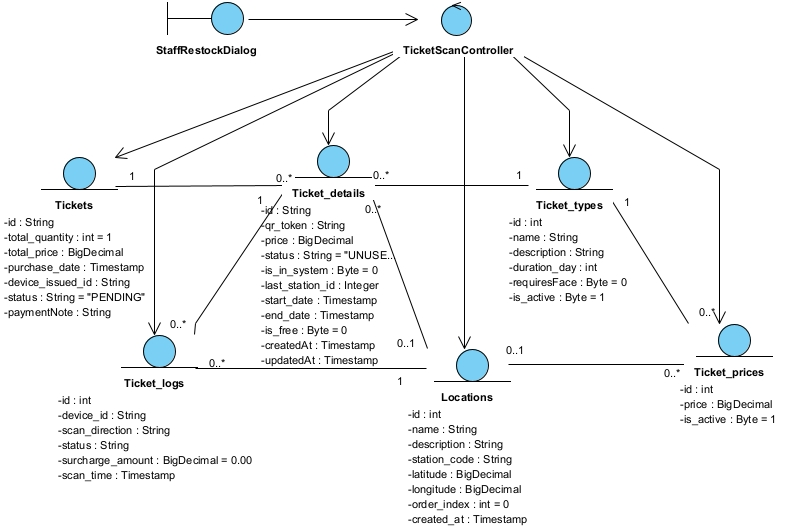 StaffRestockDialog
TicketScanController
1
0..*
0..*
1
Tickets
-id : String
-total_quantity : int = 1
-total_price : BigDecimal
-purchase_date : Timestamp
-device_issued_id : String
-status : String = "PENDING"
-paymentNote : String
Ticket_details
1
0..*
-id : String
-qr_token : String
-price : BigDecimal
-status : String = "UNUSE...
-is_in_system : Byte = 0
-last_station_id : Integer
-start_date : Timestamp
-end_date : Timestamp
-is_free : Byte = 0
-createdAt : Timestamp
-updatedAt : Timestamp
Ticket_types
1
-id : int
-name : String
-description : String
-duration_day : int
-requiresFace : Byte = 0
-is_active : Byte = 1
0..*
0..*
0..1
0..1
0..*
1
0..*
Ticket_logs
-id : int
-device_id : String
-scan_direction : String
-status : String
-surcharge_amount : BigDecimal = 0.00
-scan_time : Timestamp
Locations
-id : int
-name : String
-description : String
-station_code : String
-latitude : BigDecimal
-longitude : BigDecimal
-order_index : int = 0
-created_at : Timestamp
Ticket_prices
-id : int
-price : BigDecimal
-is_active : Byte = 1